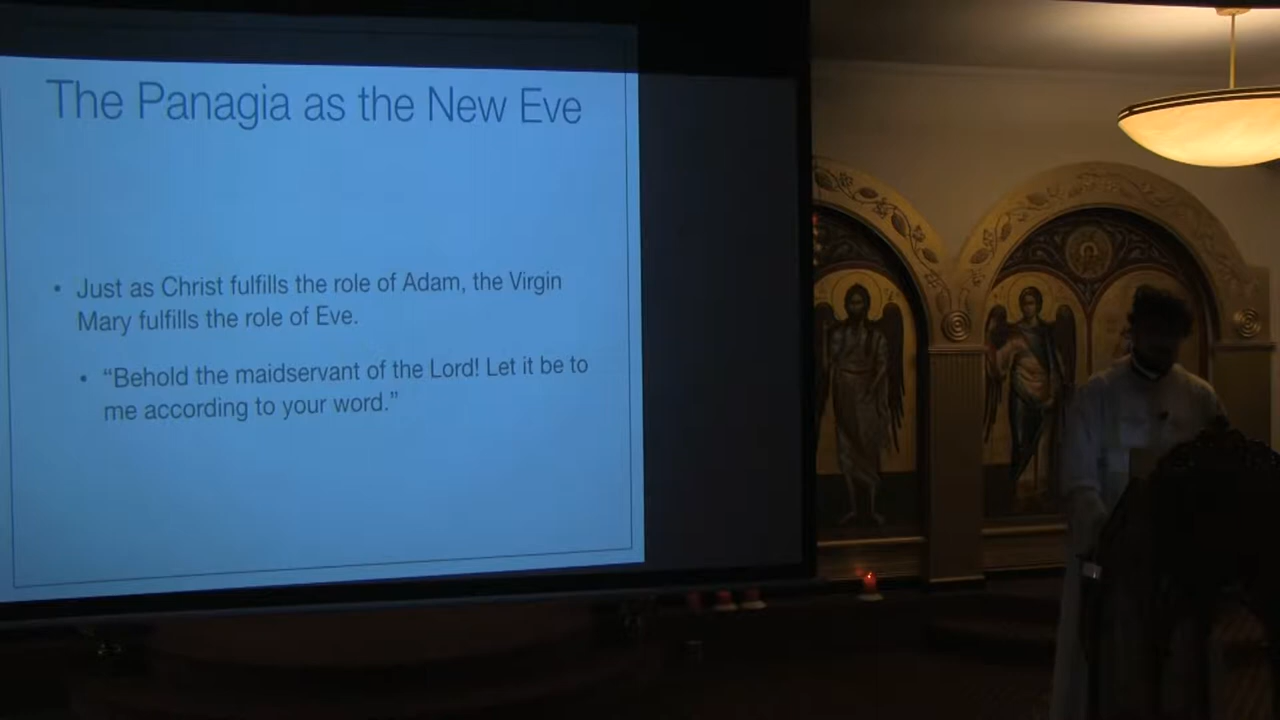 The Panagia as the New Eve
• Just as Christ fulfills the role of Adam, the Virgin
Mary fulfills the role of Eve.
• “Behold the maidservant of the Lord! Let it be to
me according to your word.”